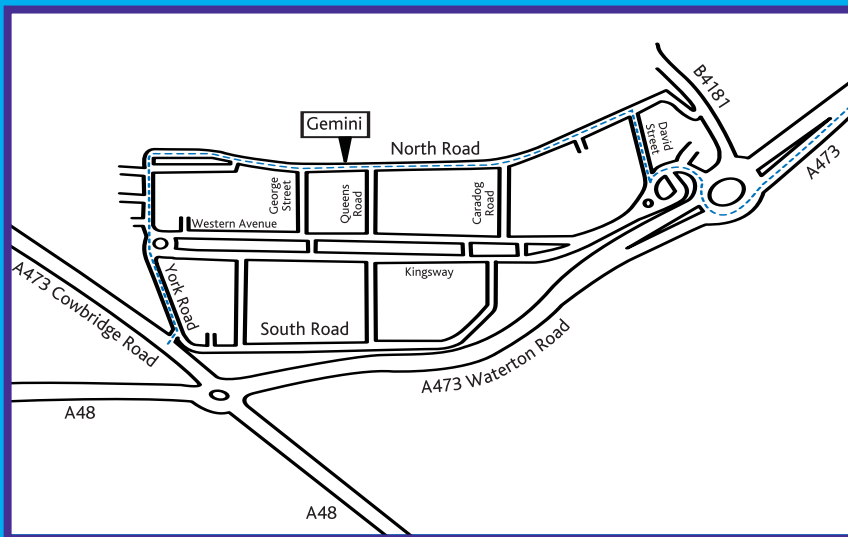 B4181
Gemini
North Road
David
Street
A473
George
Street
Queens
Road
Caradog
Road
Western Avenue
A473 Cowbridge Road
York Road
Kingsway
South Road
A473 Waterton Road
A48
A48